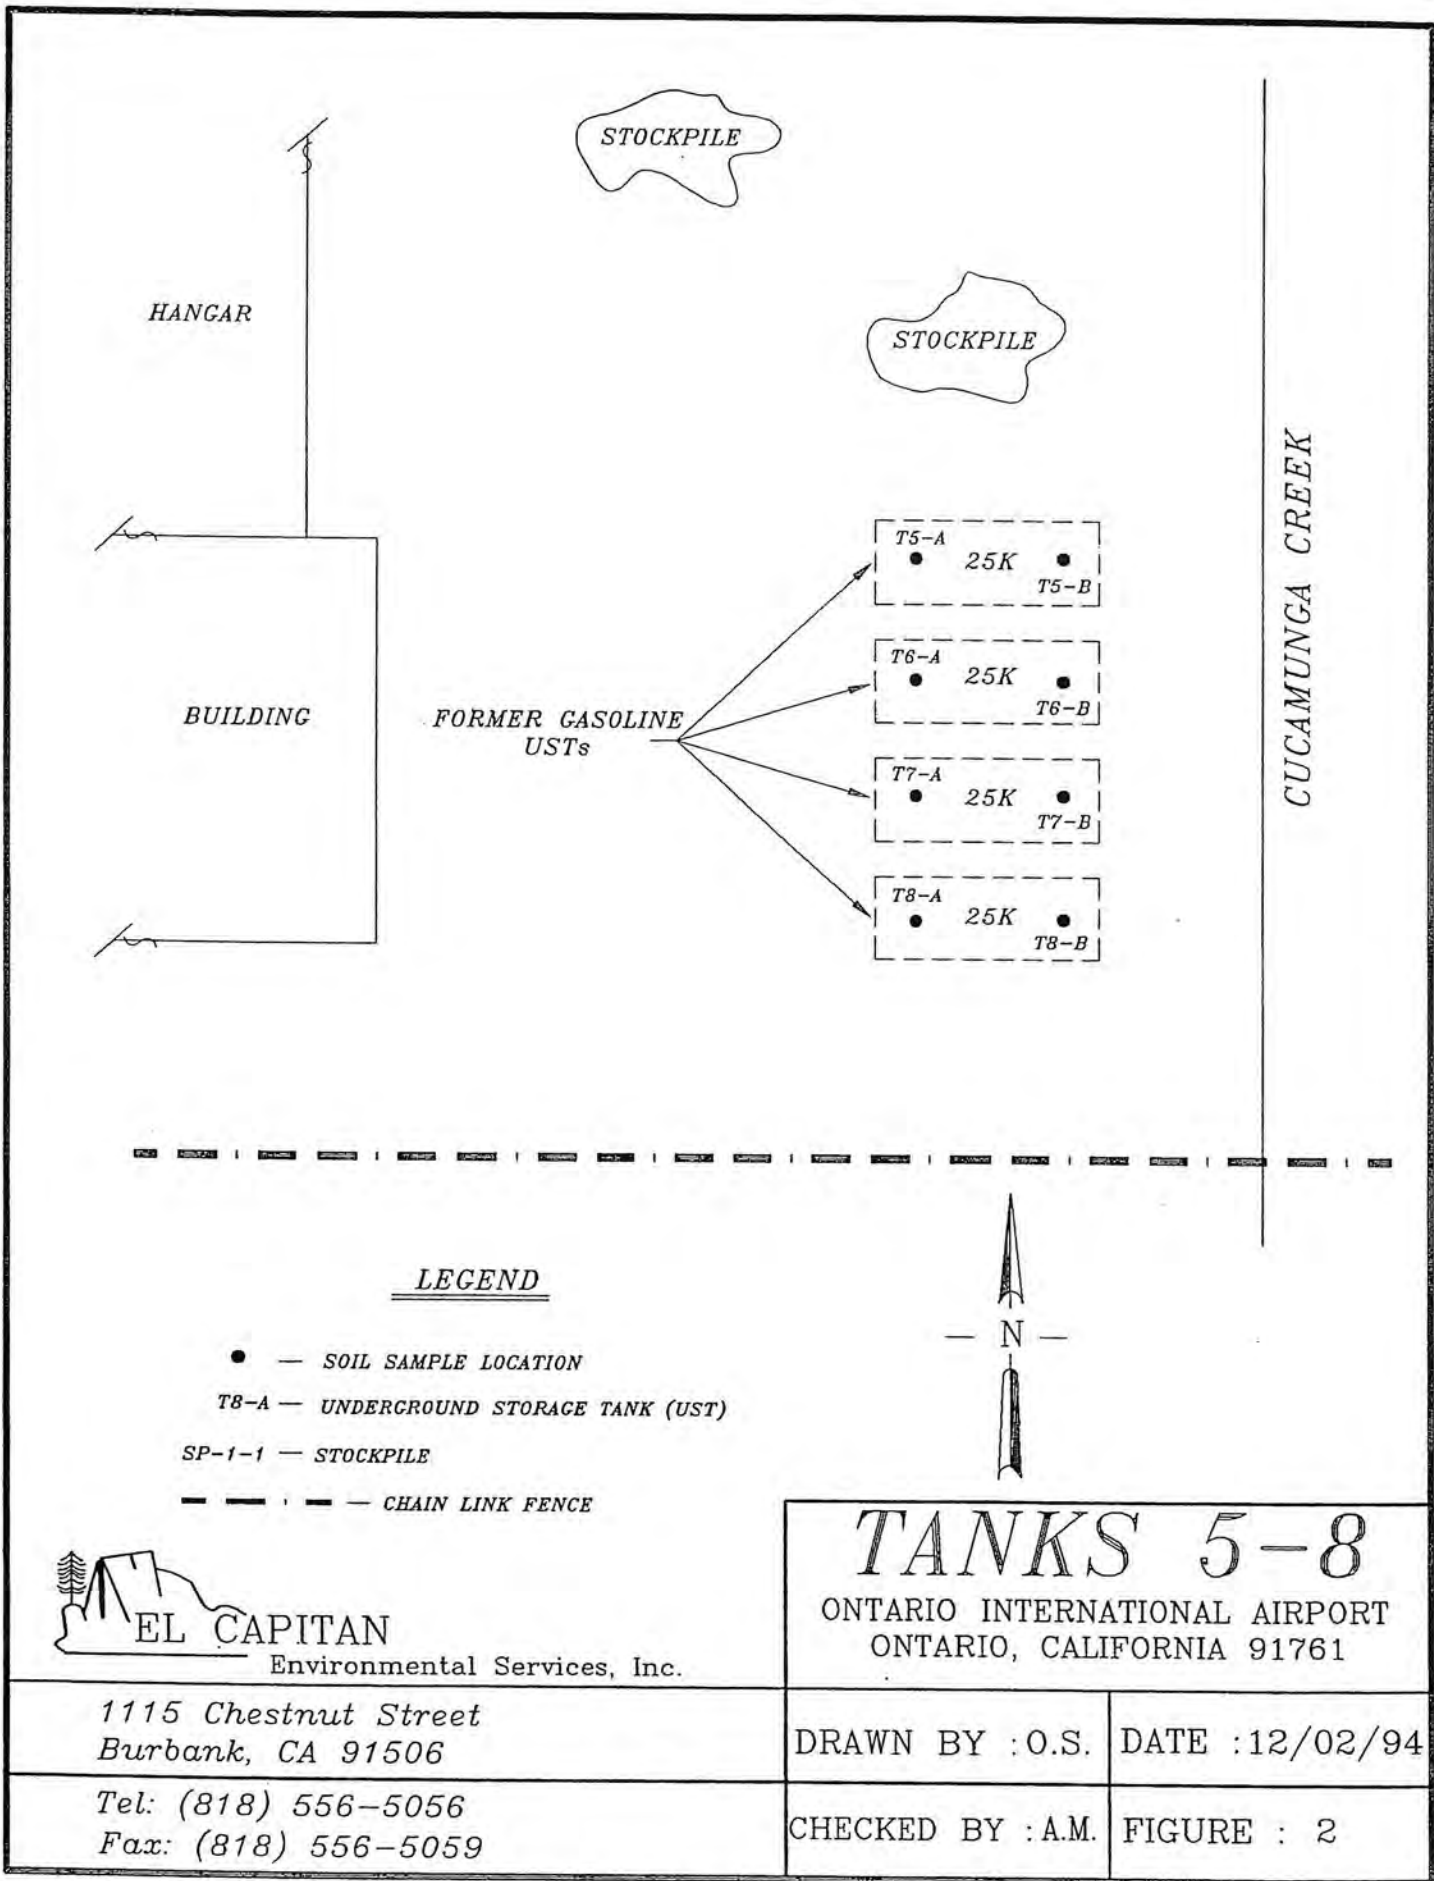 STOCKPILE
HANGAR
STOCKPILE
CUCAMUNGA CREEK
T5-A
25K
T5-B
T6-A
25K
T6-B
BUILDING
FORMER GASOLINE
USTs
T7-A
25K
T7-B
T8-A
25K
T8-B
LEGEND
● — SOIL SAMPLE LOCATION
T8-A — UNDERGROUND STORAGE TANK (UST)
SP-1-1 — STOCKPILE
— CHAIN LINK FENCE
N
EL CAPITAN
Environmental Services, Inc.
1115 Chestnut Street
Burbank, CA 91506
Tel: (818) 556-5056
Fax: (818) 556-5059
TANKS 5-8
ONTARIO INTERNATIONAL AIRPORT
ONTARIO, CALIFORNIA 91761
DRAWN BY : O.S.
DATE : 12/02/94
CHECKED BY : A.M.
FIGURE : 2